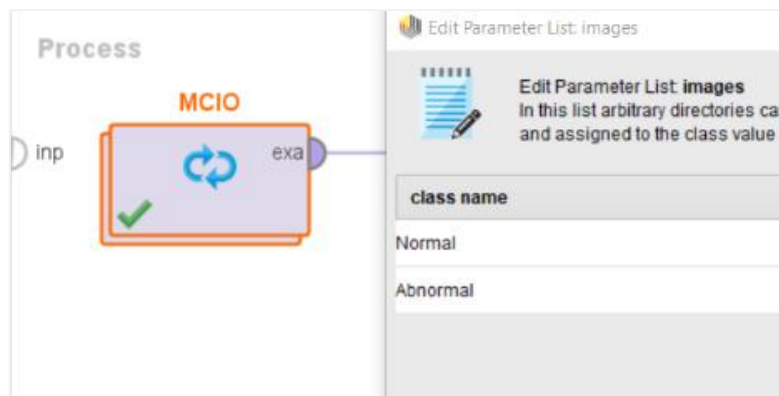 Process
MCIO
inp
exa
Edit Parameter List: images
Edit Parameter List: images
In this list arbitrary directories ca
and assigned to the class value
class name
Normal
Abnormal